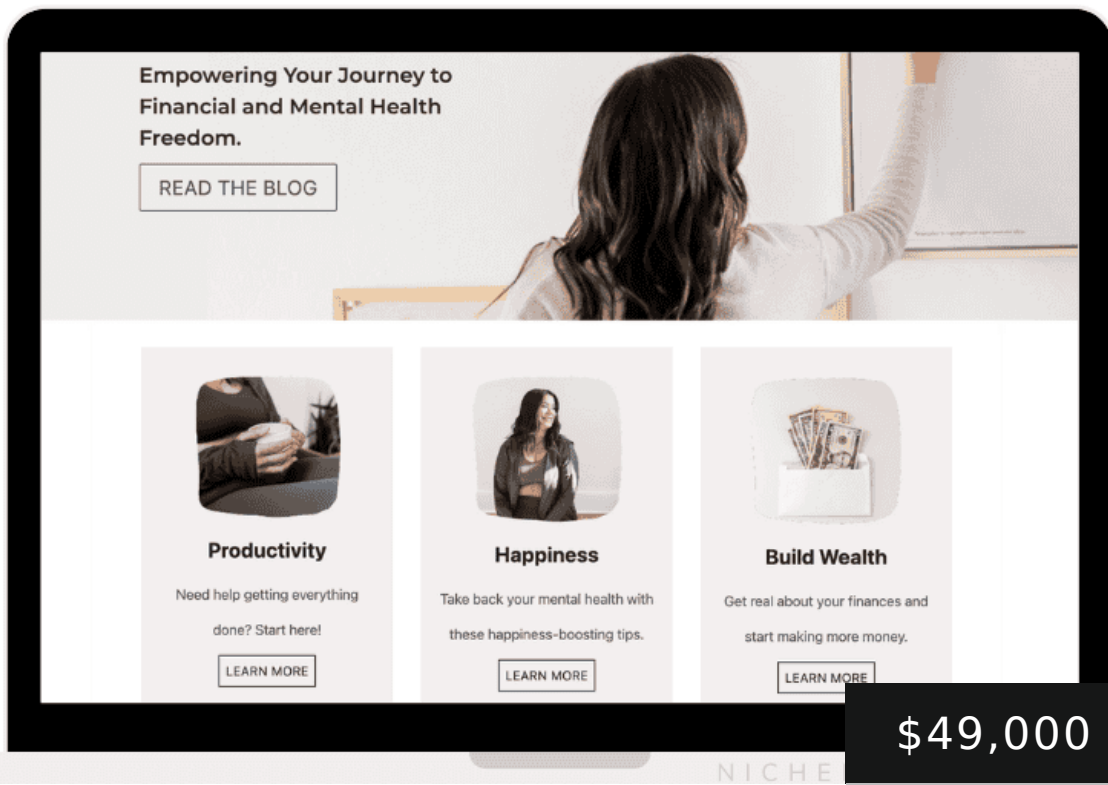 Empowering Your Journey to
Financial and Mental Health
Freedom.
READ THE BLOG
Productivity
Need help getting everything
done? Start here!
LEARN MORE
Happiness
Take back your mental health with
these happiness-boosting tips.
LEARN MORE
Build Wealth
Get real about your finances and
start making more money.
LEARN MORE
$49,000